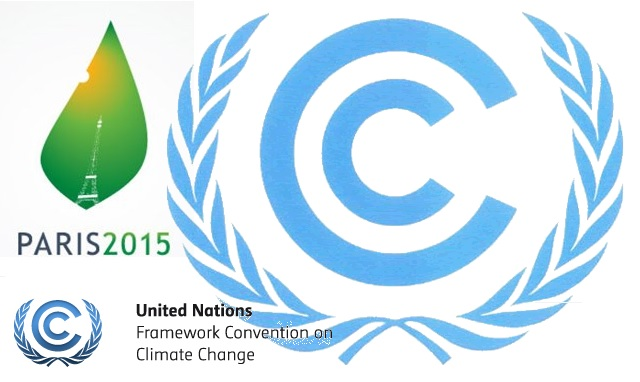 PARIS2015
United Nations
Framework Convention on
Climate Change